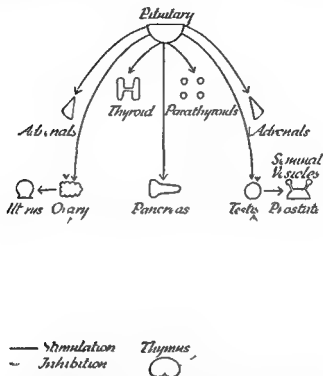 Pituitary
Thyroid Parathyroids
Adrenals Adrenals
Seminal
Vesicles
Uterus Ovary Pancreas Testis Prostate
Stimulation Thymus
Inhibition